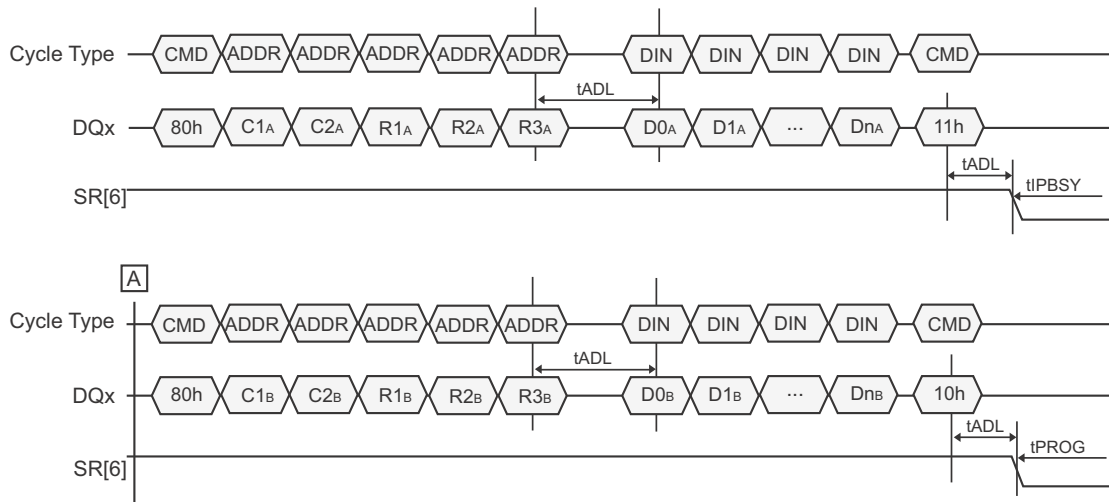 Cycle Type CMD ADDR ADDR ADDR ADDR ADDR DIN DIN DIN DIN CMD
tADL
DQx 80h C1A C2A R1A R2A R3A D0A D1A ... DnA 11h
tADL
SR[6] tIPBSY
A
Cycle Type CMD ADDR ADDR ADDR ADDR ADDR DIN DIN DIN DIN CMD
tADL
DQx 80h C1B C2B R1B R2B R3B D0B D1B ... DnB 10h
tADL
SR[6] tPROG